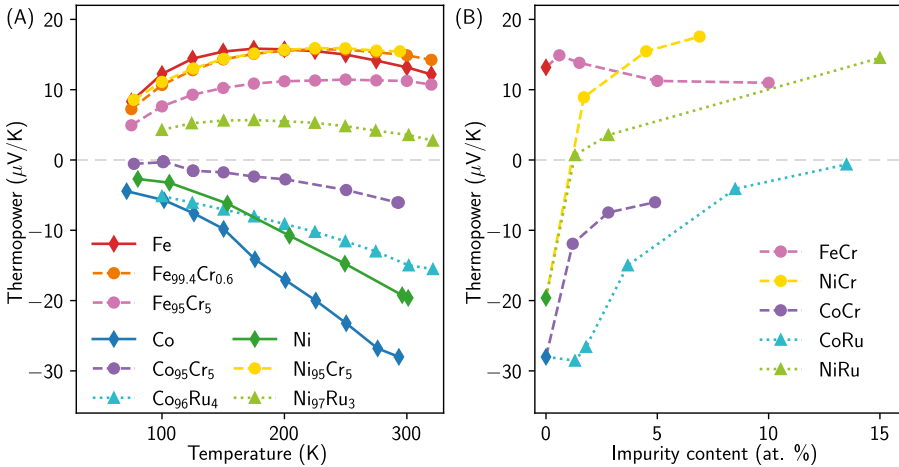 (A)
Thermopower (μV/K)
20
10
0
−10
−20
−30
100
200
300
Temperature (K)
Fe
Fe99.4Cr0.6
Fe95Cr5
Co
Co95Cr5
Co96Ru4
Ni
Ni95Cr5
Ni97Ru3
(B)
Thermopower (μV/K)
20
10
0
−10
−20
−30
0
5
10
15
Impurity content (at. %)
FeCr
NiCr
CoCr
CoRu
NiRu